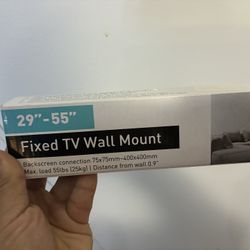 29"-55"
Fixed TV Wall Mount
Backscreen connection 75x75mm~400x400mm
Max. load 55lbs (25kg) | Distance from wall 0.9"